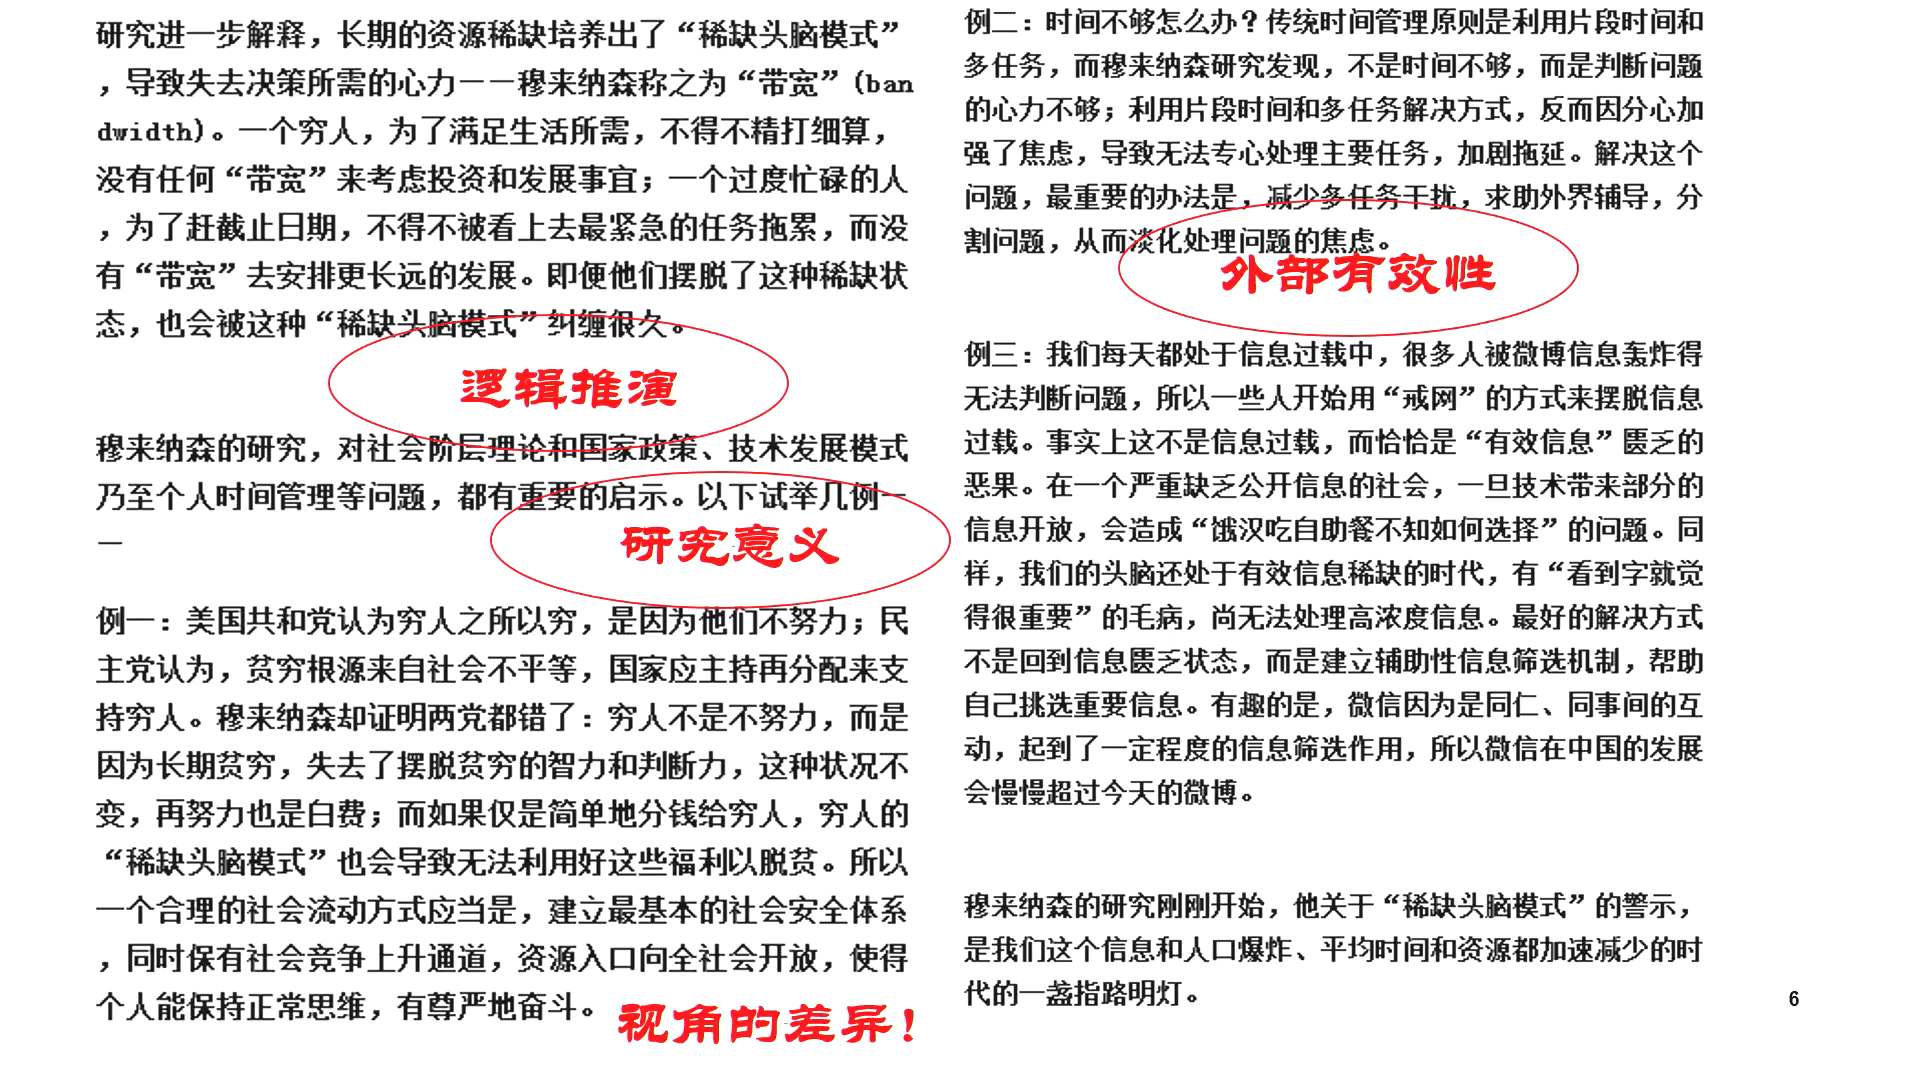 研究进一步解释，长期的资源稀缺培养出了“稀缺头脑模式”
，导致失去决策所需的心力——穆来纳森称之为“带宽”(ban
dwidth)。一个穷人，为了满足生活所需，不得不精打细算，
没有任何“带宽”来考虑投资和发展事宜；一个过度忙碌的人
，为了赶截止日期，不得不被看上去最紧急的任务拖累，而没
有“带宽”去安排更长远的发展。即便他们摆脱了这种稀缺状
态，也会被这种“稀缺头脑模式”纠缠很久。
逻辑推演
穆来纳森的研究，对社会阶层理论和国家政策、技术发展模式
乃至个人时间管理等问题，都有重要的启示。以下试举几例—
—
研究意义
例一：美国共和党认为穷人之所以穷，是因为他们不努力；民
主党认为，贫穷根源来自社会不平等，国家应主持再分配来支
持穷人。穆来纳森却证明两党都错了：穷人不是不努力，而是
因为长期贫穷，失去了摆脱贫穷的智力和判断力，这种状况不
变，再努力也是白费；而如果仅是简单地分钱给穷人，穷人的
“稀缺头脑模式”也会导致无法利用好这些福利以脱贫。所以
一个合理的社会流动方式应当是，建立最基本的社会安全体系
，同时保有社会竞争上升通道，资源入口向全社会开放，使得
个人能保持正常思维，有尊严地奋斗。
视角的差异！
例二：时间不够怎么办？传统时间管理原则是利用片段时间和
多任务，而穆来纳森研究发现，不是时间不够，而是判断问题
的心力不够；利用片段时间和多任务解决方式，反而因分心加
强了焦虑，导致无法专心处理主要任务，加剧拖延。解决这个
问题，最重要的办法是，减少多任务干扰，求助外界辅导，分
割问题，从而淡化处理问题的焦虑。
外部有效性
例三：我们每天都处于信息过载中，很多人被微博信息轰炸得
无法判断问题，所以一些人开始用“戒网”的方式来摆脱信息
过载。事实上这不是信息过载，而恰恰是“有效信息”匮乏的
恶果。在一个严重缺乏公开信息的社会，一旦技术带来部分的
信息开放，会造成“饿汉吃自助餐不知如何选择”的问题。同
样，我们的头脑还处于有效信息稀缺的时代，有“看到字就觉
得很重要”的毛病，尚无法处理高浓度信息。最好的解决方式
不是回到信息匮乏状态，而是建立辅助性信息筛选机制，帮助
自己挑选重要信息。有趣的是，微信因为是同仁、同事间的互
动，起到了一定程度的信息筛选作用，所以微信在中国的发展
会慢慢超过今天的微博。
穆来纳森的研究刚刚开始，他关于“稀缺头脑模式”的警示，
是我们这个信息和人口爆炸、平均时间和资源都加速减少的时
代的一盏指路明灯。
6